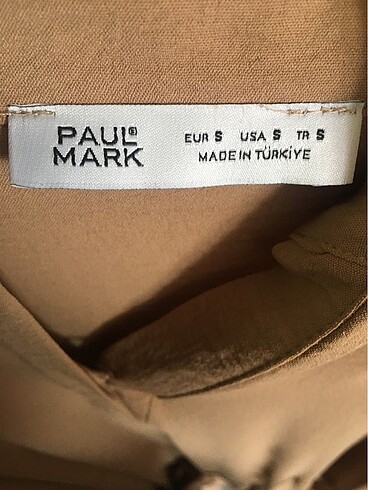 PAUL®
MARK
EUR S USA S TR S
MADE IN TÜRKİYE